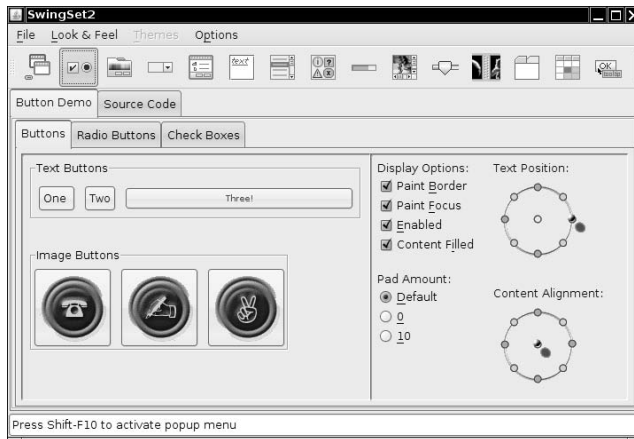 SwingSet2
File Look & Feel Themes Options
text
OK
Button Demo Source Code
Buttons Radio Buttons Check Boxes
Text Buttons
One Two Three!
Image Buttons
Display Options:
Paint Border
Paint Focus
Enabled
Content Filled
Pad Amount:
Default
0
10
Text Position:
Content Alignment:
Press Shift-F10 to activate popup menu